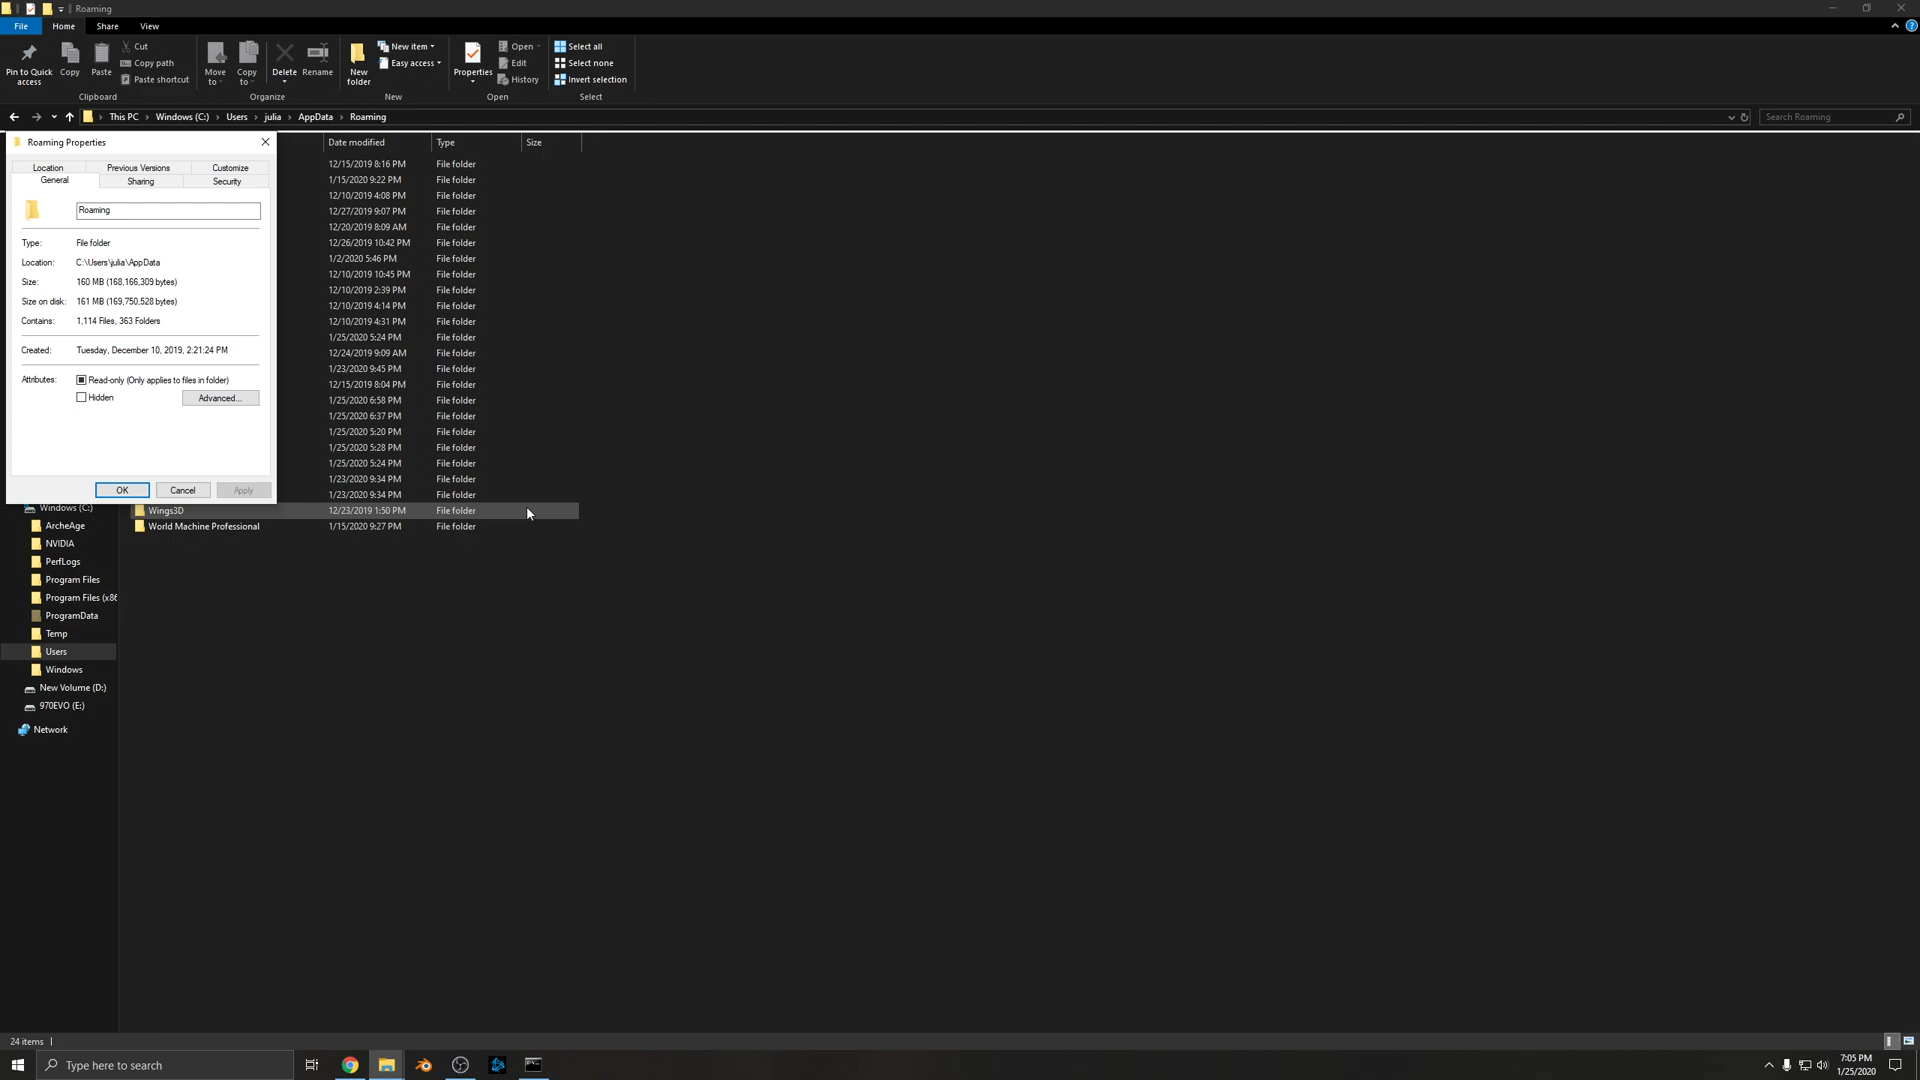 Roaming
File
Home
Share
View
Pin to Quick access
Copy
Paste
Cut
Copy path
Paste shortcut
Clipboard
Move to
Copy to
Delete
Rename
Organize
New folder
New item
Easy access
New
Properties
Open
Edit
History
Open
Select all
Select none
Invert selection
Select
This PC > Windows (C:) > Users > julia > AppData > Roaming
Search Roaming
Roaming Properties
Location
Previous Versions
Customize
General
Sharing
Security
Roaming
Type: File folder
Location: C:\Users\julia\AppData
Size: 160 MB (168,166,309 bytes)
Size on disk: 161 MB (169,750,528 bytes)
Contains: 1,114 Files, 363 Folders
Created: Tuesday, December 10, 2019, 2:21:24 PM
Attributes: Read-only (Only applies to files in folder)
Hidden
Advanced...
OK
Cancel
Apply
Date modified Type Size
12/15/2019 8:16 PM File folder
1/15/2020 9:22 PM File folder
12/10/2019 4:08 PM File folder
12/27/2019 9:07 PM File folder
12/20/2019 8:09 AM File folder
12/26/2019 10:42 PM File folder
1/2/2020 5:46 PM File folder
12/10/2019 10:45 PM File folder
12/10/2019 2:39 PM File folder
12/10/2019 4:14 PM File folder
12/10/2019 4:31 PM File folder
1/25/2020 5:24 PM File folder
12/24/2019 9:09 AM File folder
1/23/2020 9:45 PM File folder
12/15/2019 8:04 PM File folder
1/25/2020 6:58 PM File folder
1/25/2020 6:37 PM File folder
1/25/2020 5:20 PM File folder
1/25/2020 5:28 PM File folder
1/25/2020 5:24 PM File folder
1/23/2020 9:34 PM File folder
1/23/2020 9:34 PM File folder
Wings3D 12/23/2019 1:50 PM File folder
World Machine Professional 1/15/2020 9:27 PM File folder
Windows (C:)
ArcheAge
NVIDIA
PerfLogs
Program Files
Program Files (x86
ProgramData
Temp
Users
Windows
New Volume (D:)
970EVO (E:)
Network
24 items
Type here to search
7:05 PM
1/25/2020